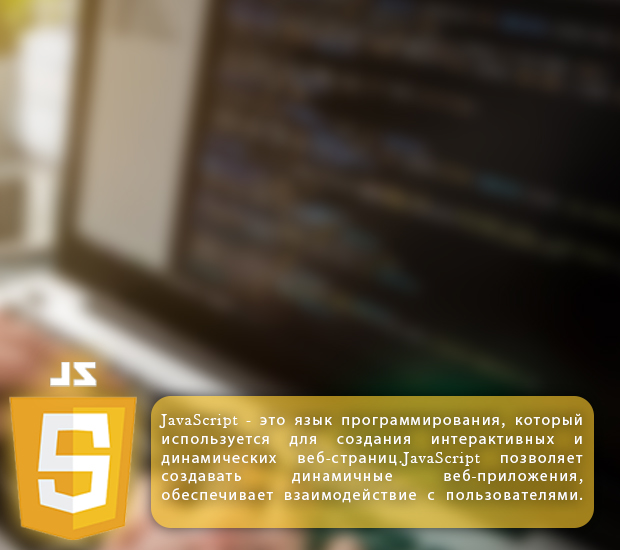 JS
JavaScript - это язык программирования, который
используется для создания интерактивных и
динамических веб-страниц.JavaScript позволяет
создавать динамичные веб-приложения,
обеспечивает взаимодействие с пользователями.